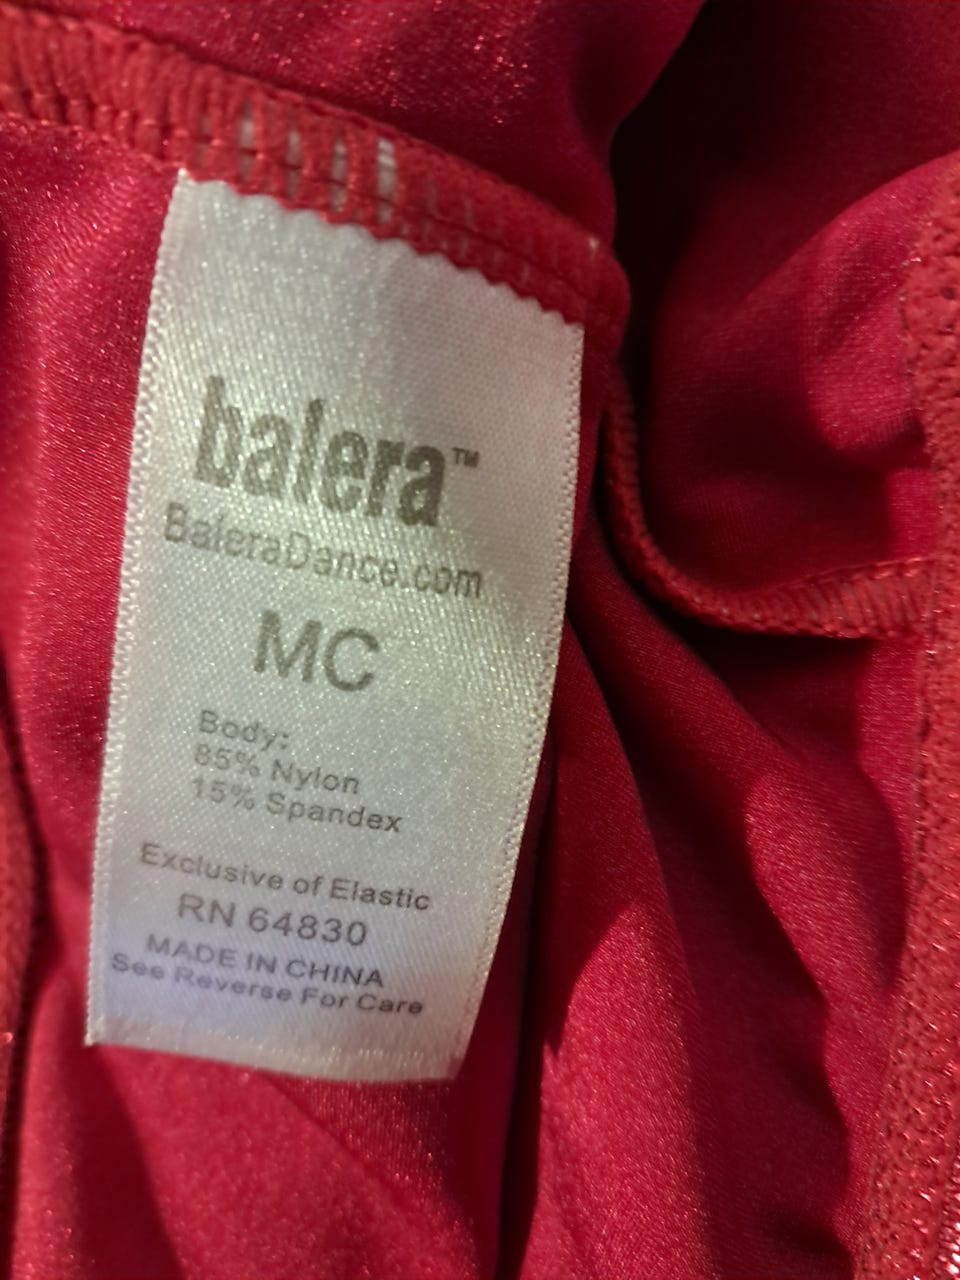 balera™
BaleraDance.com
MC
Body:
85% Nylon
15% Spandex
Exclusive of Elastic
RN 64830
MADE IN CHINA
See Reverse For Care